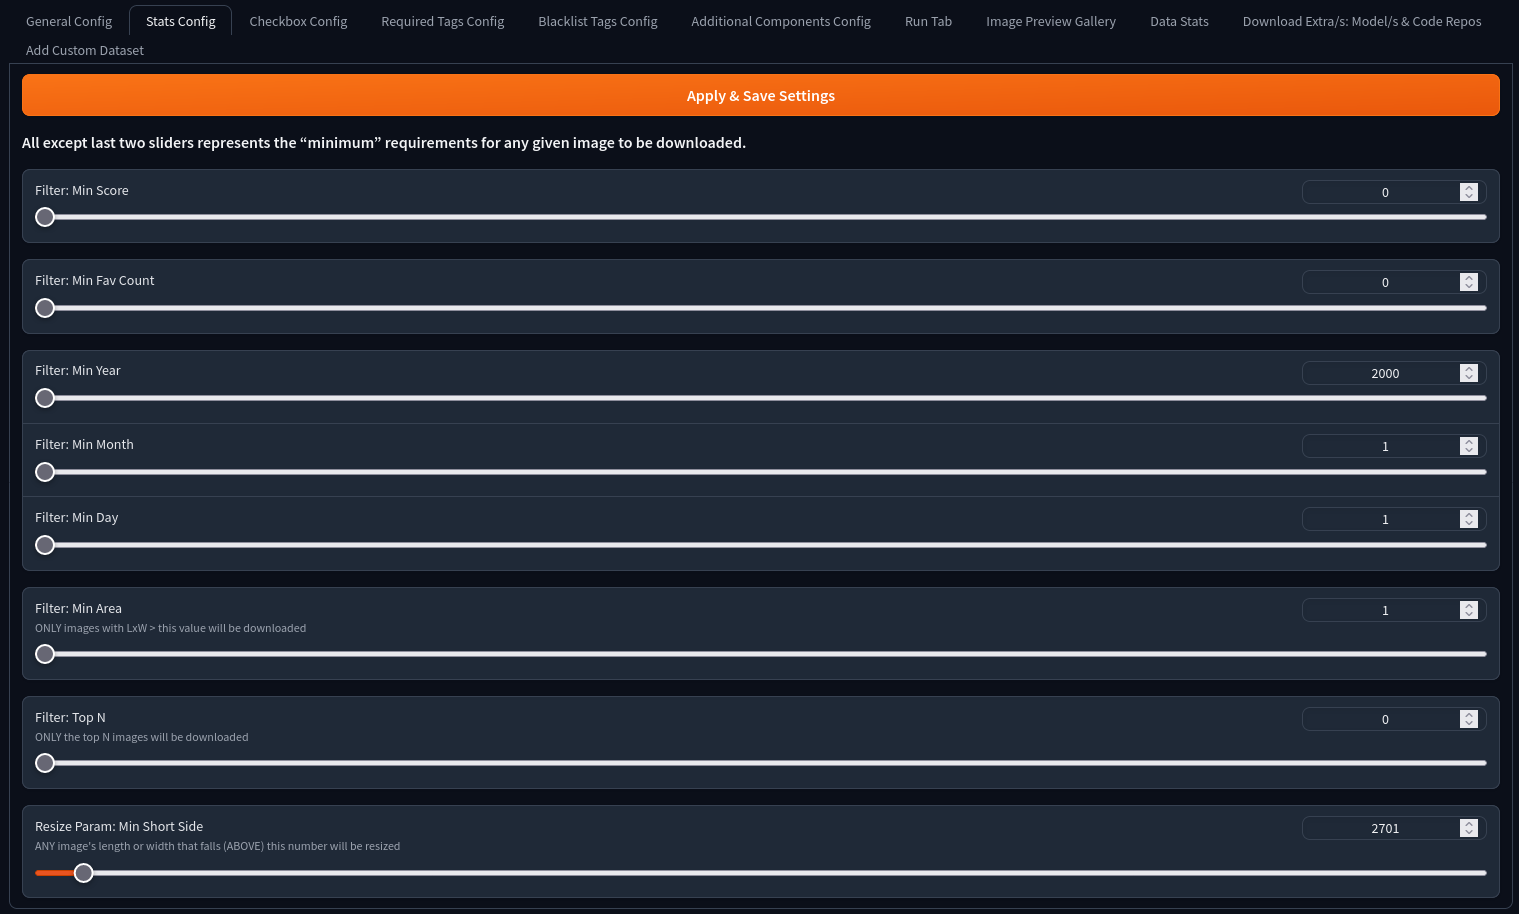 General Config
Stats Config
Checkbox Config
Required Tags Config
Blacklist Tags Config
Additional Components Config
Run Tab
Image Preview Gallery
Data Stats
Download Extra/s: Model/s & Code Repos
Add Custom Dataset
Apply & Save Settings
All except last two sliders represents the “minimum” requirements for any given image to be downloaded.
Filter: Min Score
0
Filter: Min Fav Count
0
Filter: Min Year
2000
Filter: Min Month
1
Filter: Min Day
1
Filter: Min Area
1
ONLY images with LxW > this value will be downloaded
Filter: Top N
0
ONLY the top N images will be downloaded
Resize Param: Min Short Side
2701
ANY image's length or width that falls (ABOVE) this number will be resized